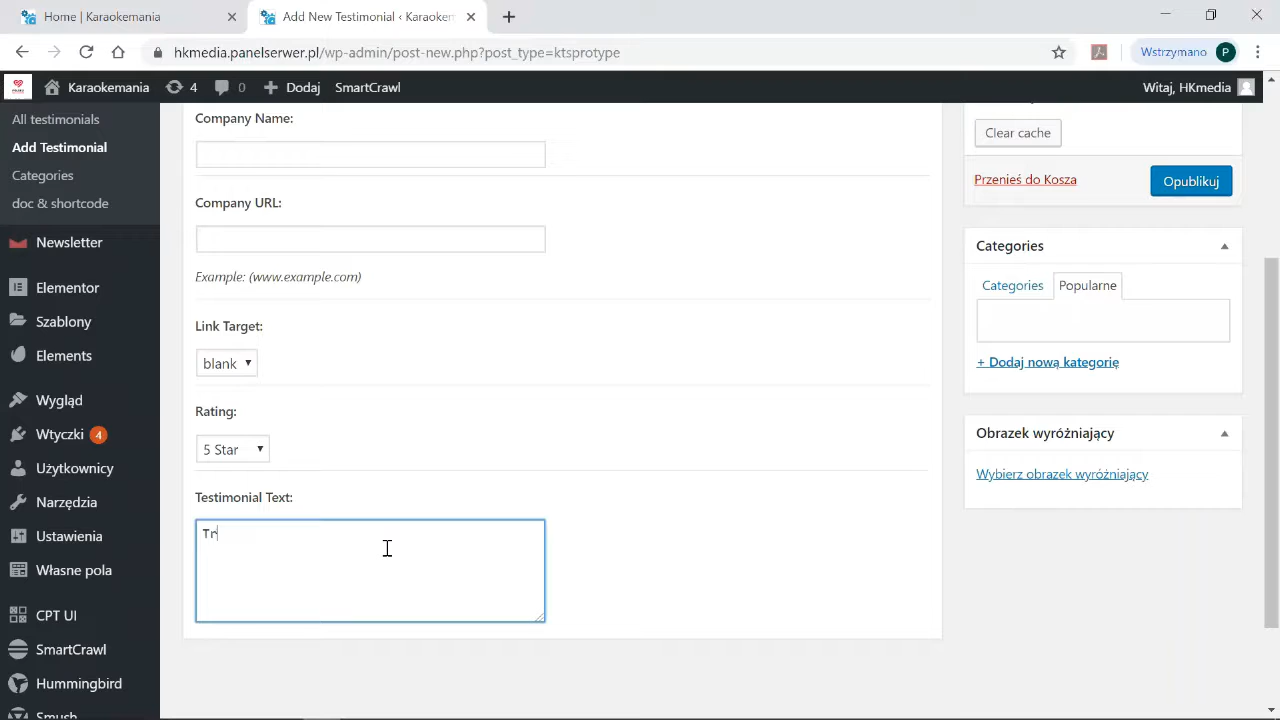 Home | Karaokemania
Add New Testimonial ‹ Karaoken
hkmedia.panelserwer.pl/wp-admin/post-new.php?post_type=ktsprotype
Wstrzymano P
Karaokemania 4 0 Dodaj SmartCrawl Witaj, HKmedia
All testimonials
Add Testimonial
Categories
doc & shortcode
Newsletter
Elementor
Szablony
Elements
Wygląd
Wtyczki 4
Użytkownicy
Narzędzia
Ustawienia
Własne pola
CPT UI
SmartCrawl
Hummingbird
Smush
Company Name:
Company URL:
Example: (www.example.com)
Link Target:
blank
Rating:
5 Star
Testimonial Text:
Tr
Clear cache
Przenieś do Kosza Opublikuj
Categories
Categories Popularne
+ Dodaj nową kategorię
Obrazek wyróżniający
Wybierz obrazek wyróżniający